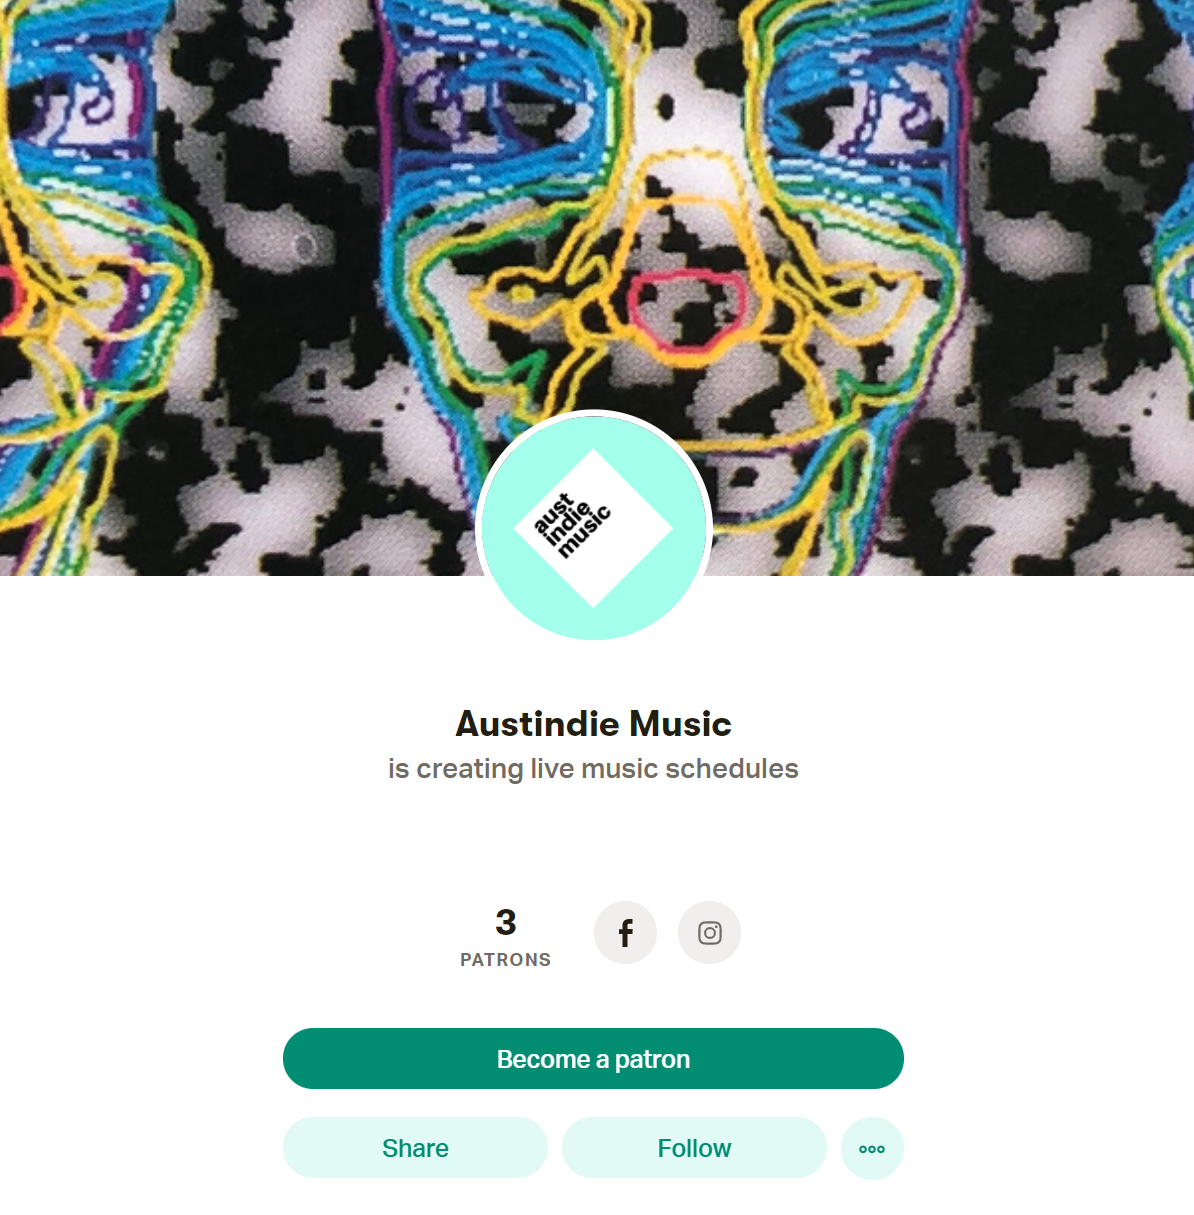 aust
indie
music
Austindie Music
is creating live music schedules
3
PATRONS
Become a patron
Share
Follow